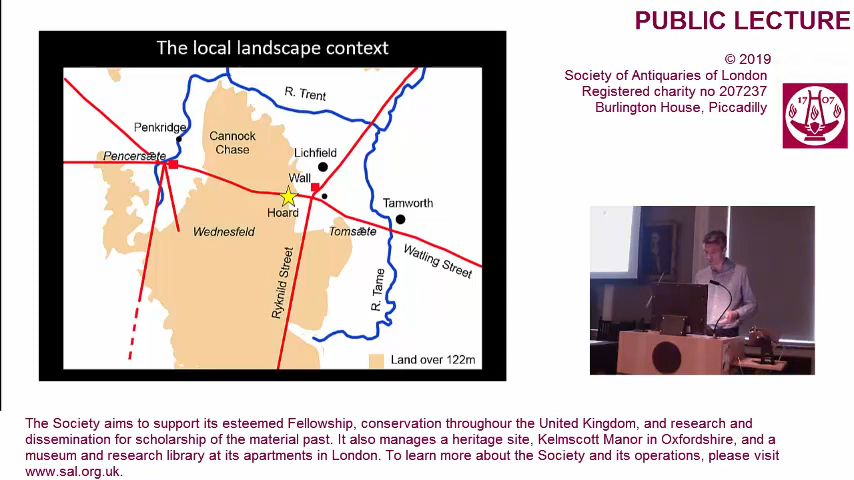 PUBLIC LECTURE
© 2019
Society of Antiquaries of London
Registered charity no 207237
Burlington House, Piccadilly
17 07
The local landscape context
R. Trent
Penkridge
Cannock
Chase
Pencersæte
Lichfield
Wall
Hoard
Tamworth
Wednesfeld
Tomsæte
Watling Street
Ryknild Street
R. Tame
Land over 122m
The Society aims to support its esteemed Fellowship, conservation throughour the United Kingdom, and research and
dissemination for scholarship of the material past. It also manages a heritage site, Kelmscott Manor in Oxfordshire, and a
museum and research library at its apartments in London. To learn more about the Society and its operations, please visit
www.sal.org.uk.